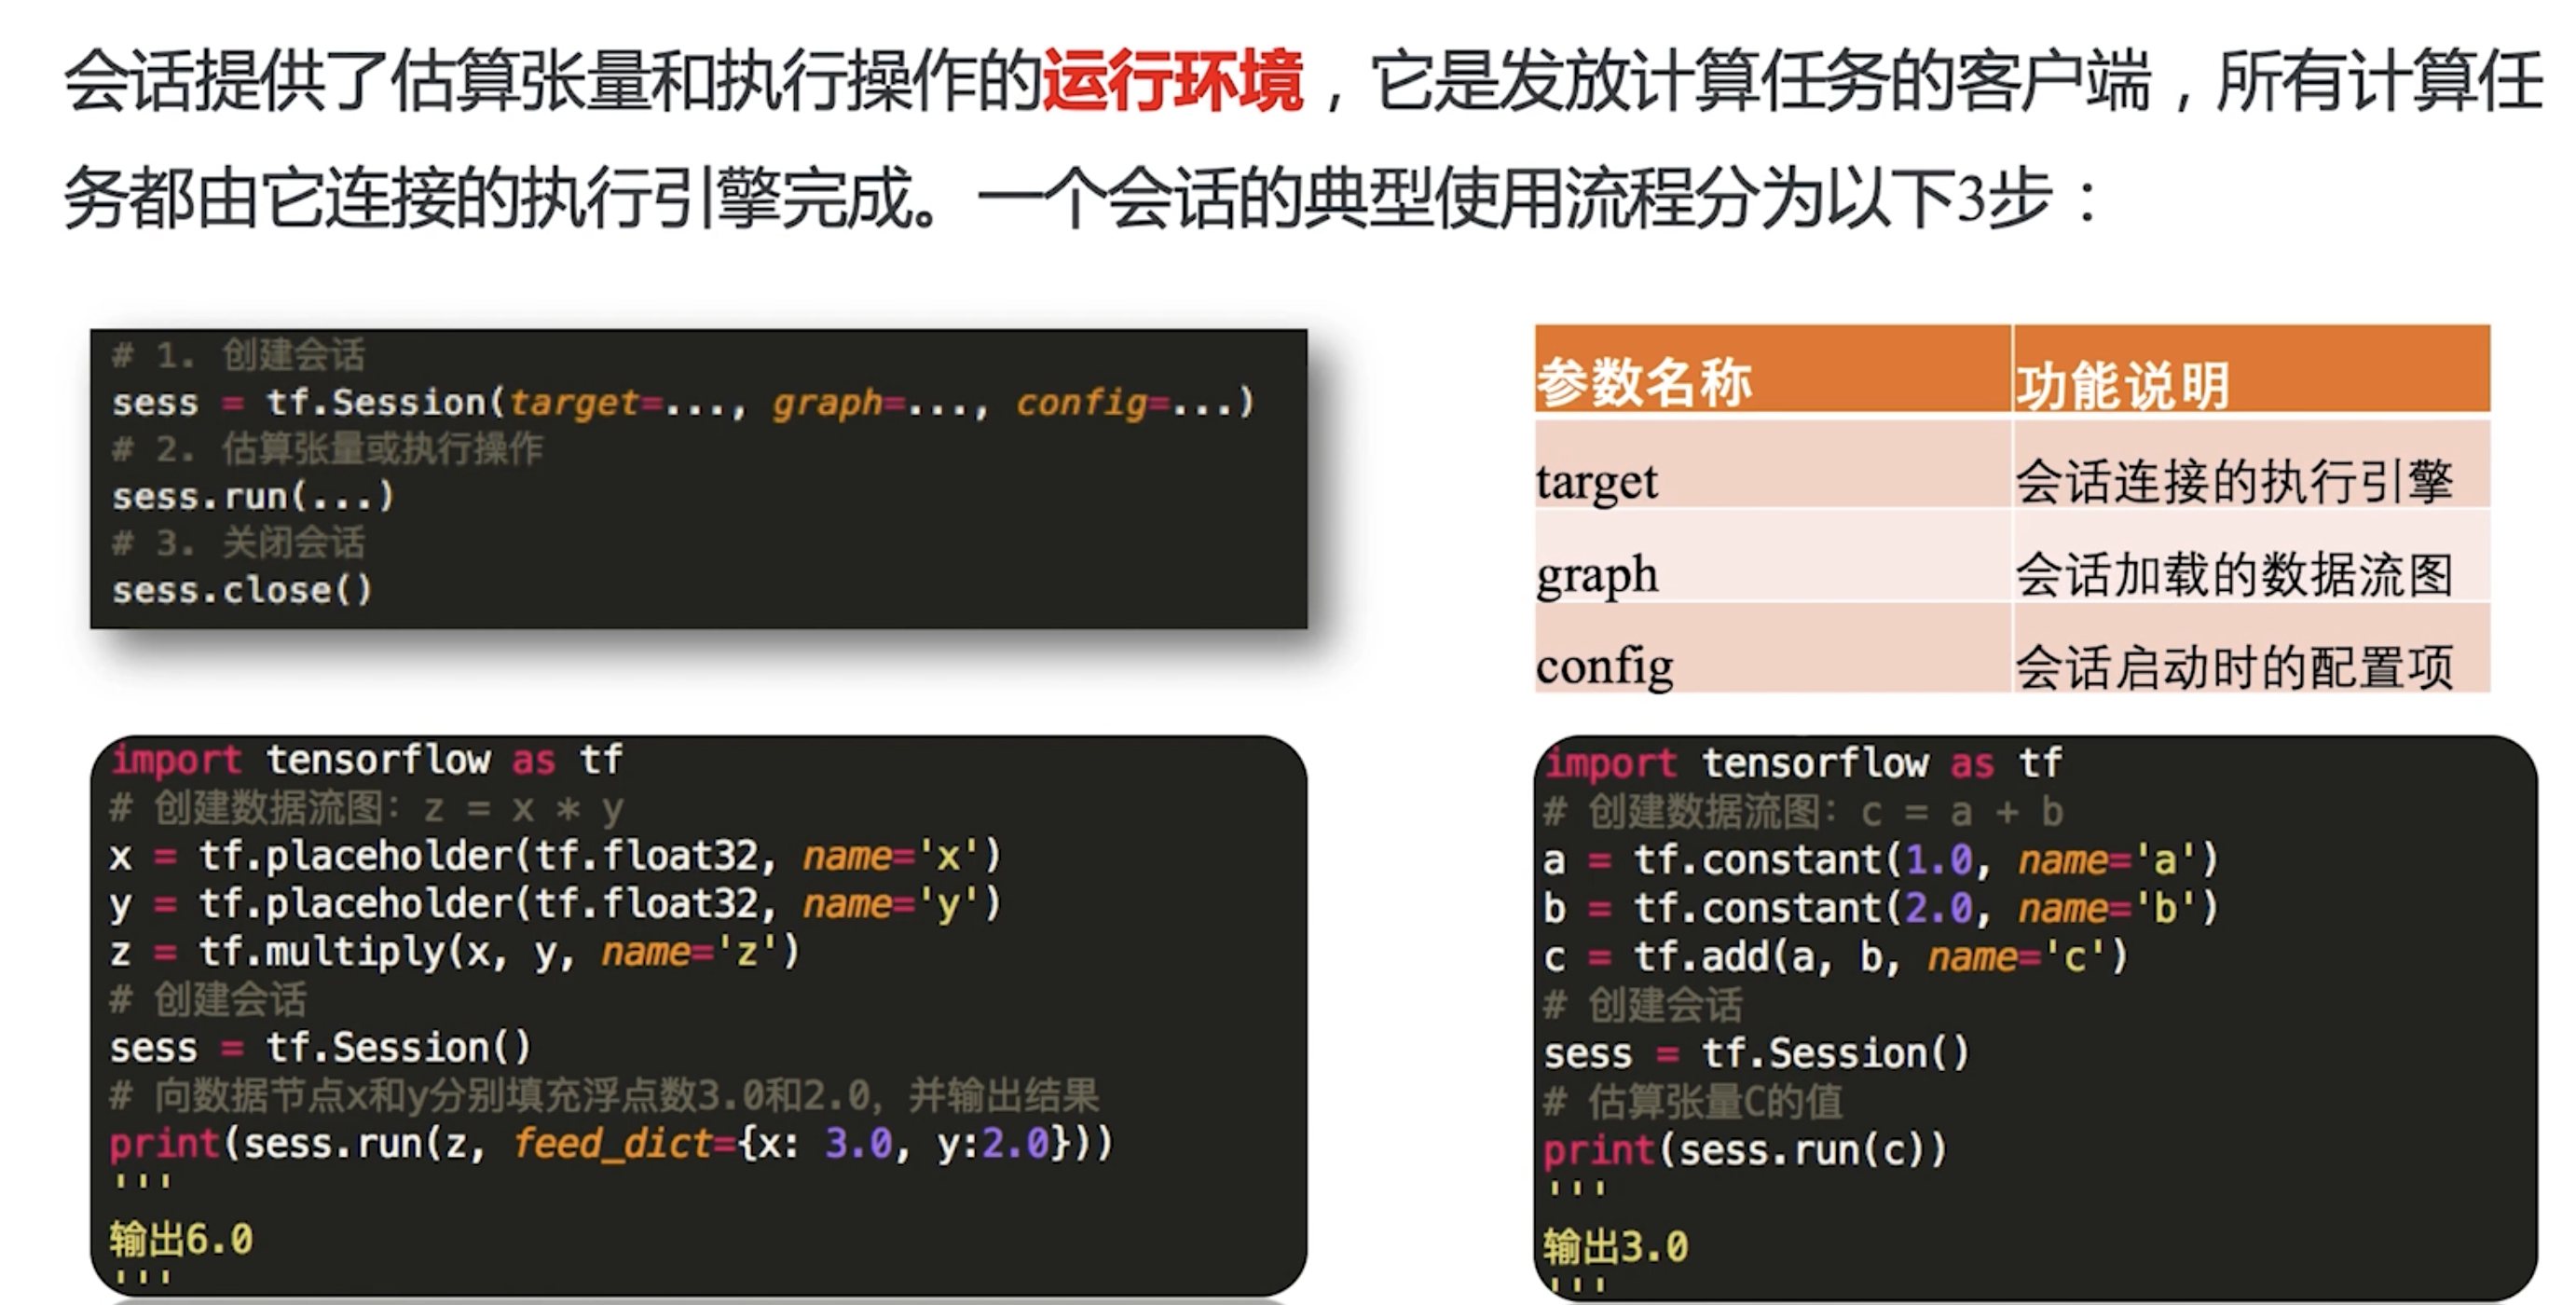 会话提供了估算张量和执行操作的运行环境，它是发放计算任务的客户端，所有计算任
务都由它连接的执行引擎完成。一个会话的典型使用流程分为以下3步：
# 1. 创建会话
sess = tf.Session(target=..., graph=..., config=...)
# 2. 估算张量或执行操作
sess.run(...)
# 3. 关闭会话
sess.close()
参数名称 功能说明
target 会话连接的执行引擎
graph 会话加载的数据流图
config 会话启动时的配置项
import tensorflow as tf
# 创建数据流图: z = x * y
x = tf.placeholder(tf.float32, name='x')
y = tf.placeholder(tf.float32, name='y')
z = tf.multiply(x, y, name='z')
# 创建会话
sess = tf.Session()
# 向数据节点x和y分别填充浮点数3.0和2.0, 并输出结果
print(sess.run(z, feed_dict={x: 3.0, y:2.0}))
'''
输出6.0
'''
import tensorflow as tf
# 创建数据流图: c = a + b
a = tf.constant(1.0, name='a')
b = tf.constant(2.0, name='b')
c = tf.add(a, b, name='c')
# 创建会话
sess = tf.Session()
# 估算张量C的值
print(sess.run(c))
'''
输出3.0
'''